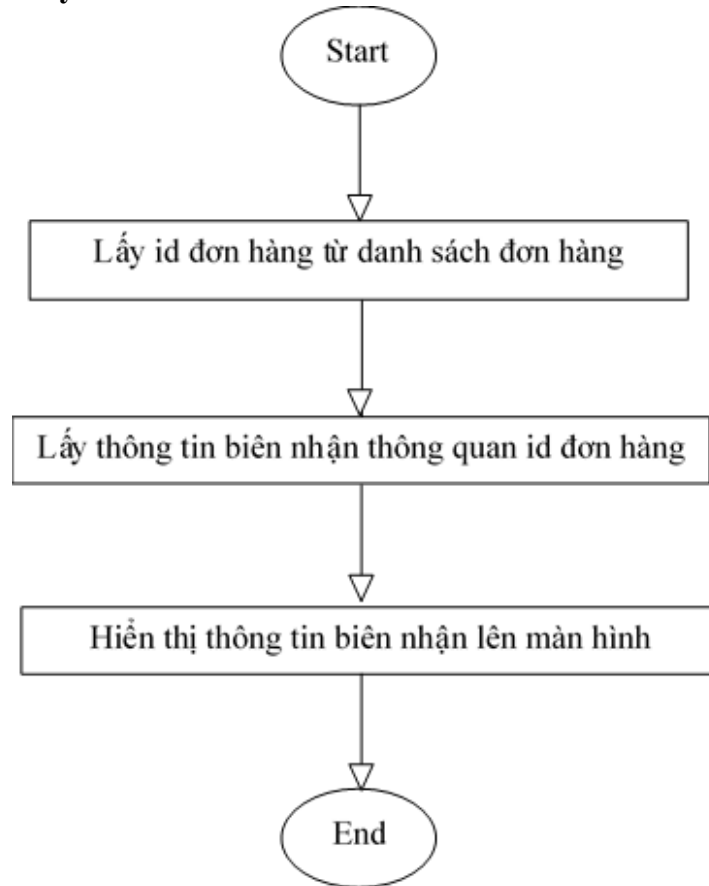 Start
Lấy id đơn hàng từ danh sách đơn hàng
Lấy thông tin biên nhận thông quan id đơn hàng
Hiển thị thông tin biên nhận lên màn hình
End